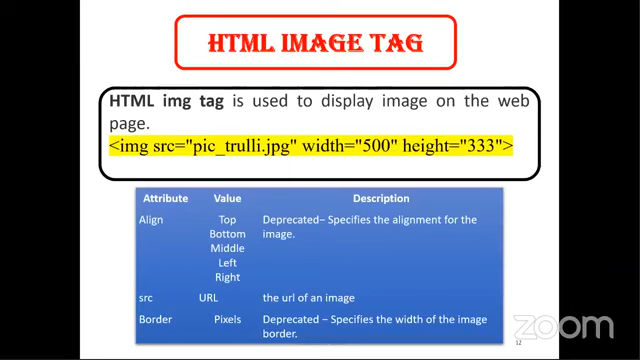 HTML IMAGE TAG
HTML img tag is used to display image on the web
page.
<img src="pic_trulli.jpg" width="500" height="333">
Attribute Value Description
Align Top Deprecated− Specifies the alignment for the
Bottom image.
Middle
Left
Right
src URL the url of an image
Border Pixels Deprecated − Specifies the width of the image
border.
12
zoom